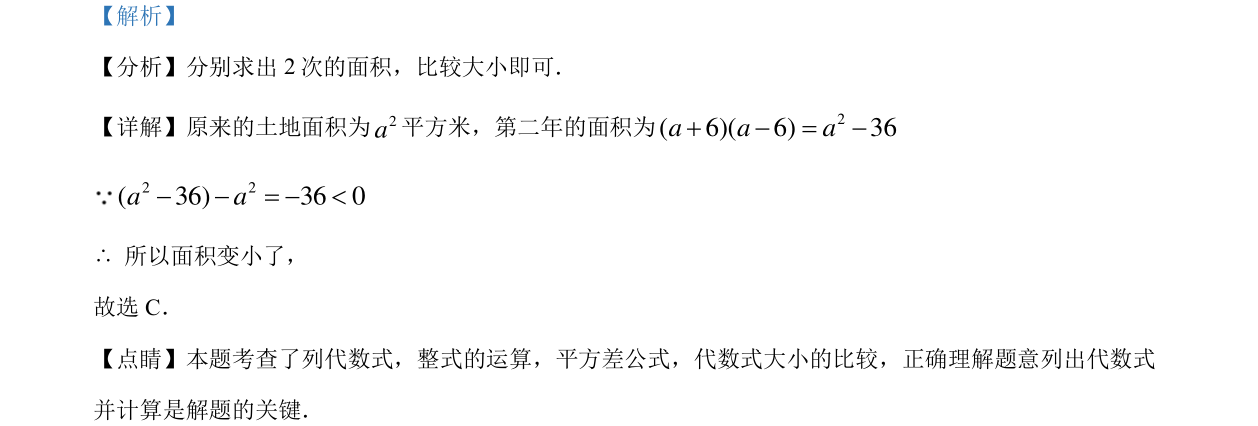 【解析】
【分析】分别求出 2 次的面积，比较大小即可．
【详解】原来的土地面积为 a² 平方米，第二年的面积为 (a+6)(a−6)=a²−36
∵(a²−36)−a²=−36<0
∴ 所以面积变小了，
故选 C．
【点睛】本题考查了列代数式，整式的运算，平方差公式，代数式大小的比较，正确理解题意列出代数式
并计算是解题的关键．